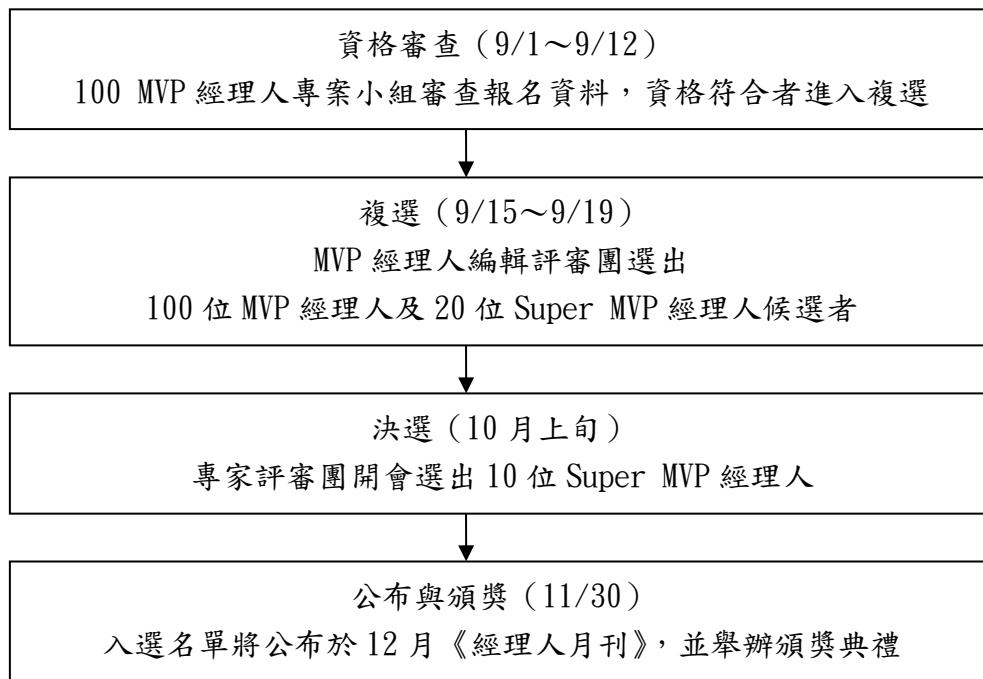 資格審查（9/1～9/12）
100 MVP 經理人專案小組審查報名資料，資格符合者進入複選
複選（9/15～9/19）
MVP 經理人編輯評審團選出
100 位 MVP 經理人及 20 位 Super MVP 經理人候選者
決選（10 月上旬）
專家評審團開會選出 10 位 Super MVP 經理人
公布與頒獎（11/30）
入選名單將公布於 12 月《經理人月刊》，並舉辦頒獎典禮